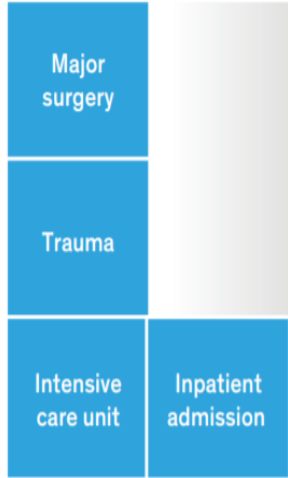 Major
surgery
Trauma
Intensive
care unit
Inpatient
admission